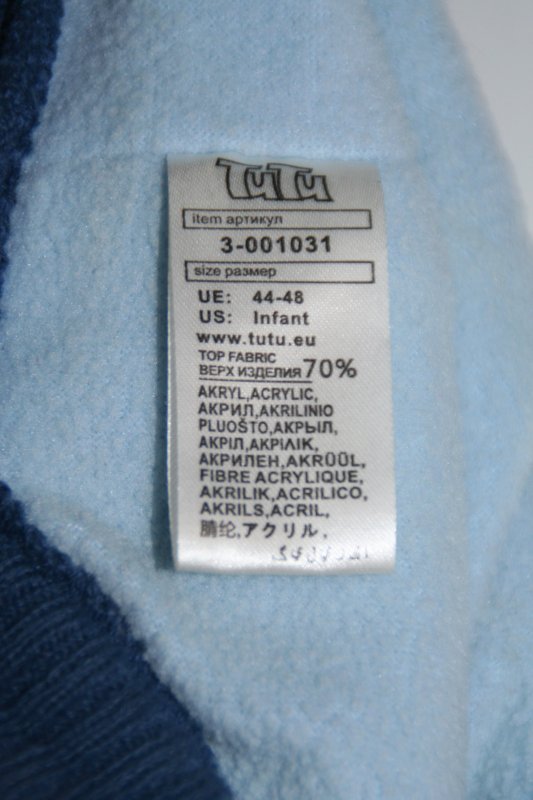 TuTu
item артикул
3-001031
size размер
UE: 44-48
US: Infant
www.tutu.eu
TOP FABRIC
ВЕРХ ИЗДЕЛИЯ 70%
AKRYL,ACRYLIC,
АКРИЛ,AKRILINIO
PLUOŠTO,АКРЫЛ,
АКРІЛ,АКРІЛІК,
АКРИЛЕН,AKRÜÜL,
FIBRE ACRYLIQUE,
AKRILIK,ACRILICO,
AKRILS,ACRIL,
腈纶,アクリル,